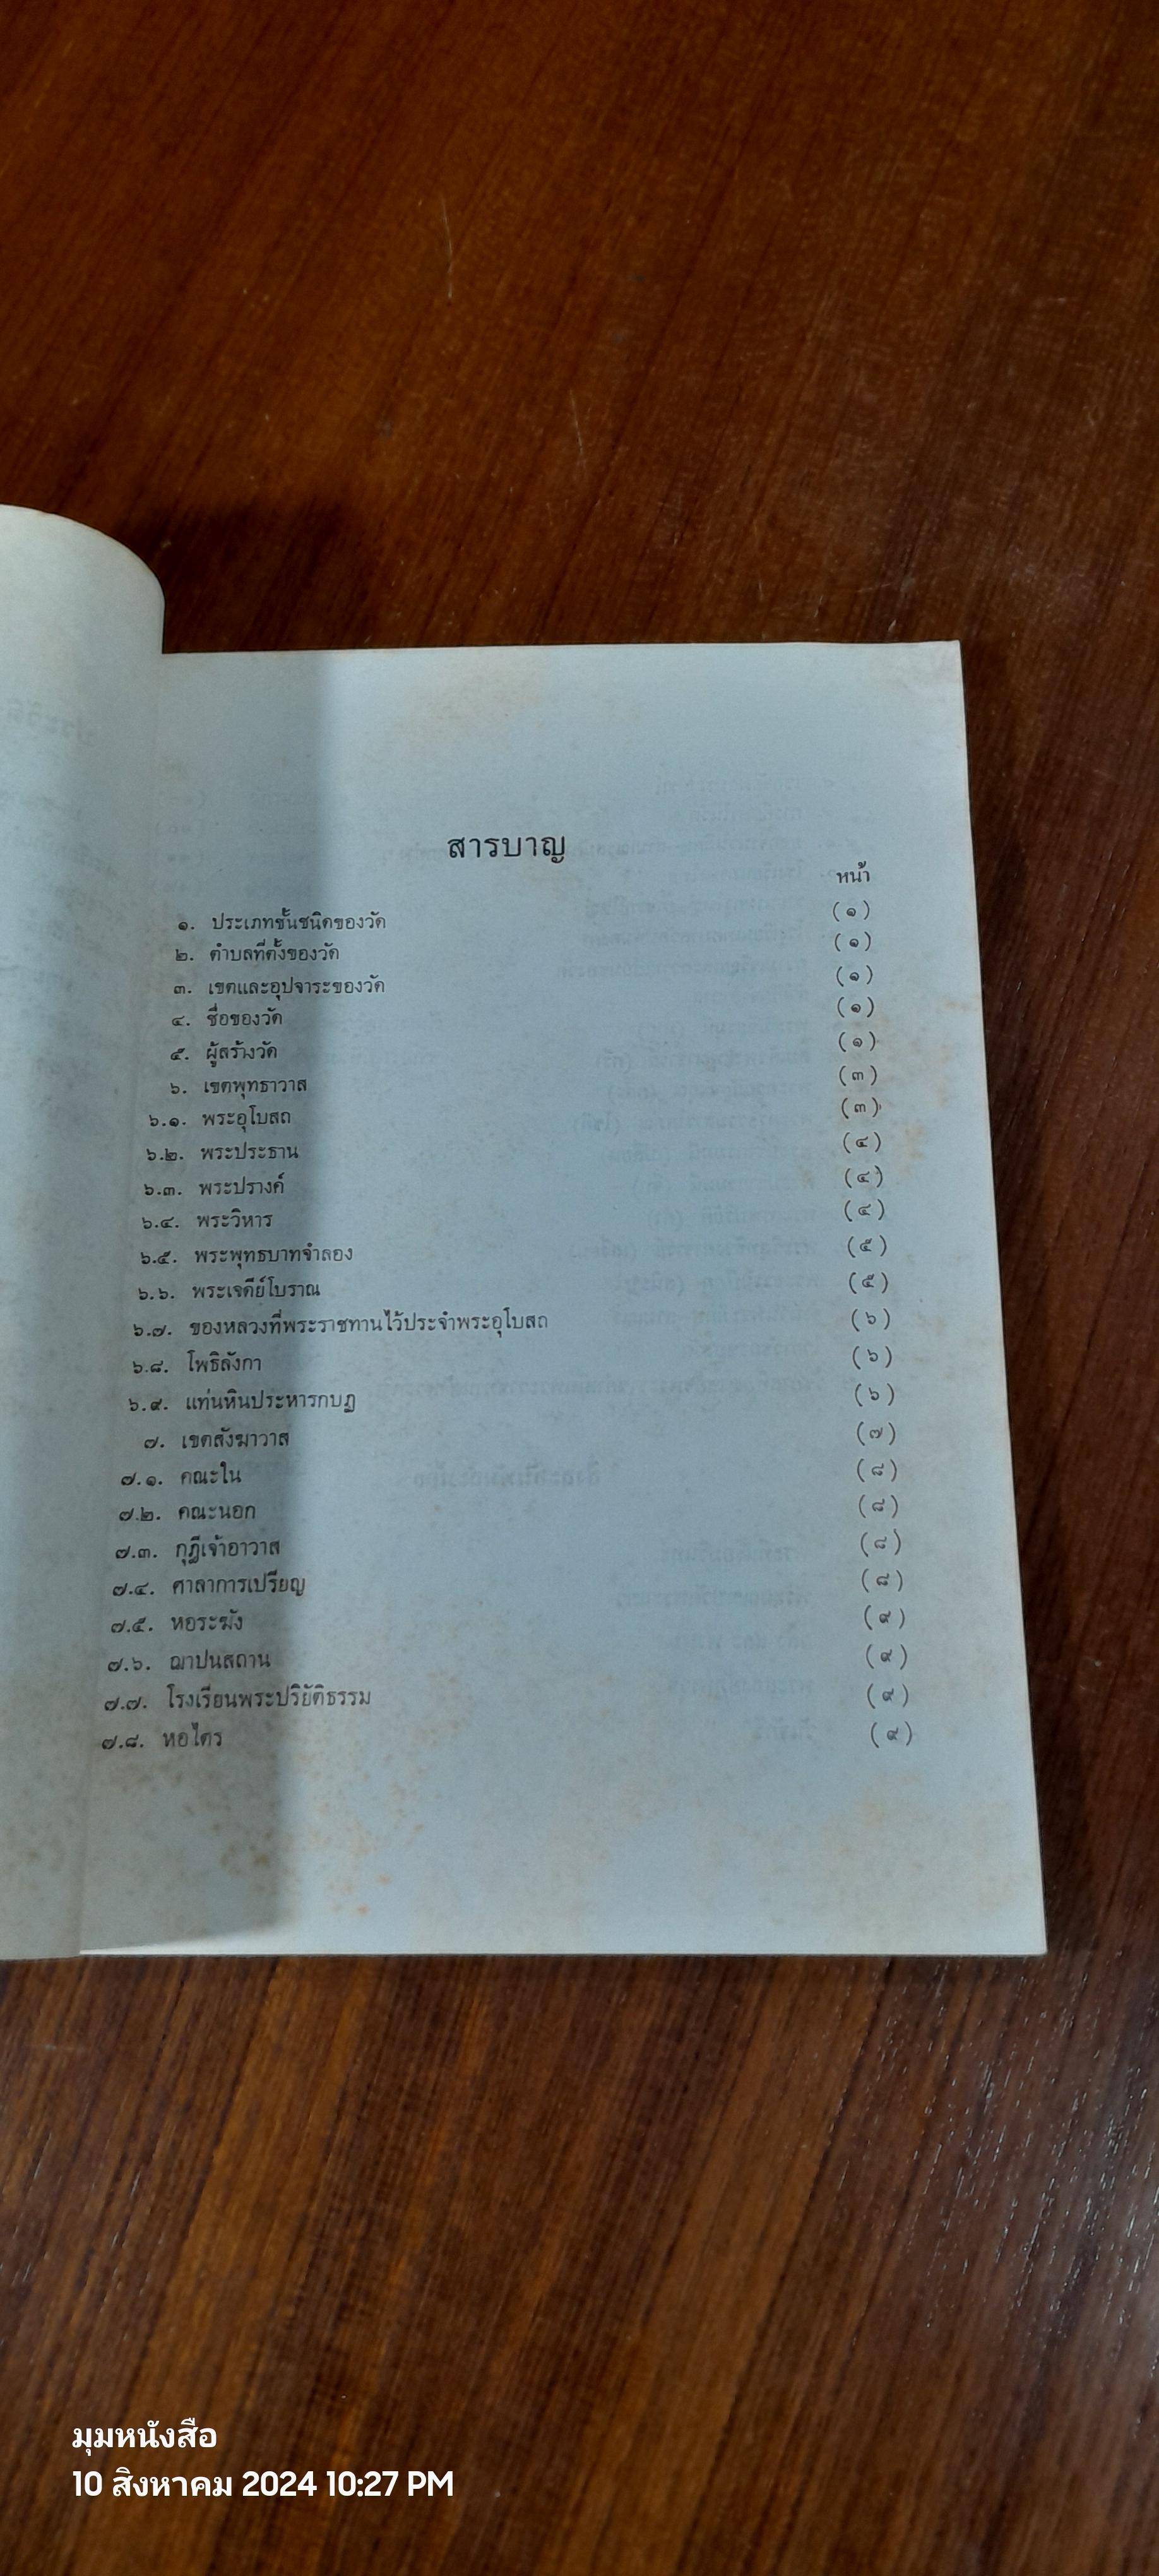 สารบาญ
หน้า
๑. ประเภทชั้นชนิดของวัด (๑)
๒. ตำบลที่ตั้งของวัด (๑)
๓. เขตและอุปจาระของวัด (๑)
๔. ชื่อของวัด (๑)
๕. ผู้สร้างวัด (๑)
๖. เขตพุทธาวาส (๓)
๖.๑. พระอุโบสถ (๓)
๖.๒. พระประธาน (๔)
๖.๓. พระปรางค์ (๔)
๖.๔. พระวิหาร (๔)
๖.๕. พระพุทธบาทจำลอง (๕)
๖.๖. พระเจดีย์โบราณ (๕)
๖.๗. ของหลวงที่พระราชทานไว้ประจำพระอุโบสถ (๖)
๖.๘. โพธิลังกา (๖)
๖.๙. แท่นหินประหารกบฏ (๖)
๗. เขตสังฆาวาส (๗)
๗.๑. คณะใน (๘)
๗.๒. คณะนอก (๘)
๗.๓. กุฎีเจ้าอาวาส (๘)
๗.๔. ศาลาการเปรียญ (๘)
๗.๕. หอระฆัง (๙)
๗.๖. ฌาปนสถาน (๙)
๗.๗. โรงเรียนพระปริยัติธรรม (๙)
๗.๘. หอไตร (๙)
มุมหนังสือ
10 สิงหาคม 2024 10:27 PM